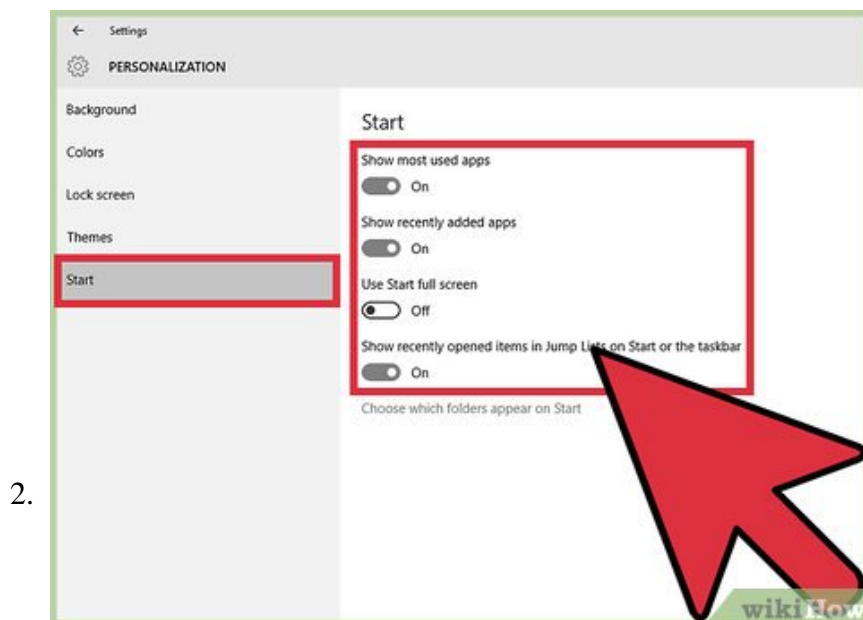 ← Settings
PERSONALIZATION
Background
Colors
Lock screen
Themes
Start
Start
Show most used apps
On
Show recently added apps
On
Use Start full screen
Off
Show recently opened items in Jump Lists on Start or the taskbar
On
Choose which folders appear on Start
2.
wikiHow